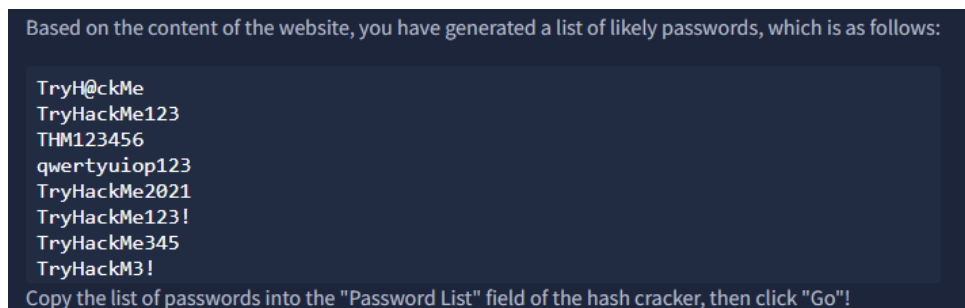 Based on the content of the website, you have generated a list of likely passwords, which is as follows:
TryH@ckMe
TryHackMe123
THM123456
qwertyuiop123
TryHackMe2021
TryHackMe123!
TryHackMe345
TryHackM3!
Copy the list of passwords into the "Password List" field of the hash cracker, then click "Go"!